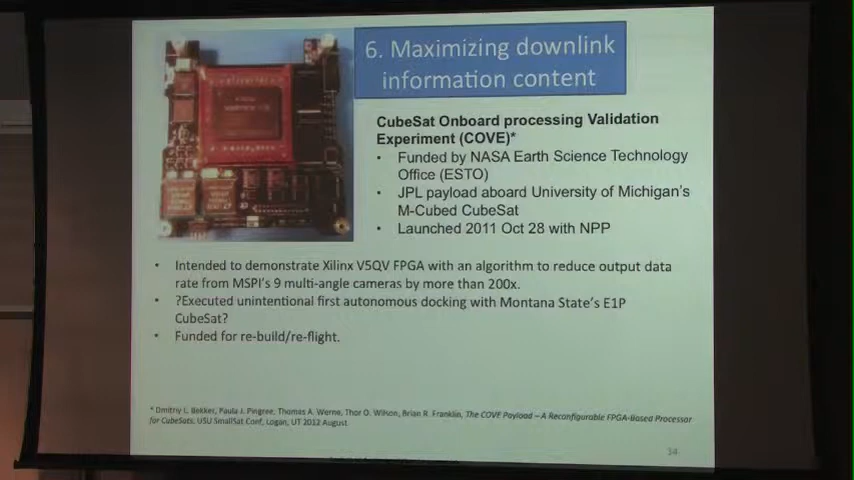 6. Maximizing downlink
information content
CubeSat Onboard processing Validation
Experiment (COVE)*
• Funded by NASA Earth Science Technology
Office (ESTO)
• JPL payload aboard University of Michigan's
M-Cubed CubeSat
• Launched 2011 Oct 28 with NPP
• Intended to demonstrate Xilinx V5QV FPGA with an algorithm to reduce output data
rate from MSPI's 9 multi-angle cameras by more than 200x.
• ?Executed unintentional first autonomous docking with Montana State's E1P
CubeSat?
• Funded for re-build/re-flight.
* Dmitriy L. Bekker, Paula J. Pingree, Thomas A. Werne, Thor O. Wilson, Brian R. Franklin, The COVE Payload – A Reconfigurable FPGA-Based Processor
for CubeSats, USU SmallSat Conf, Logan, UT 2012 August
34